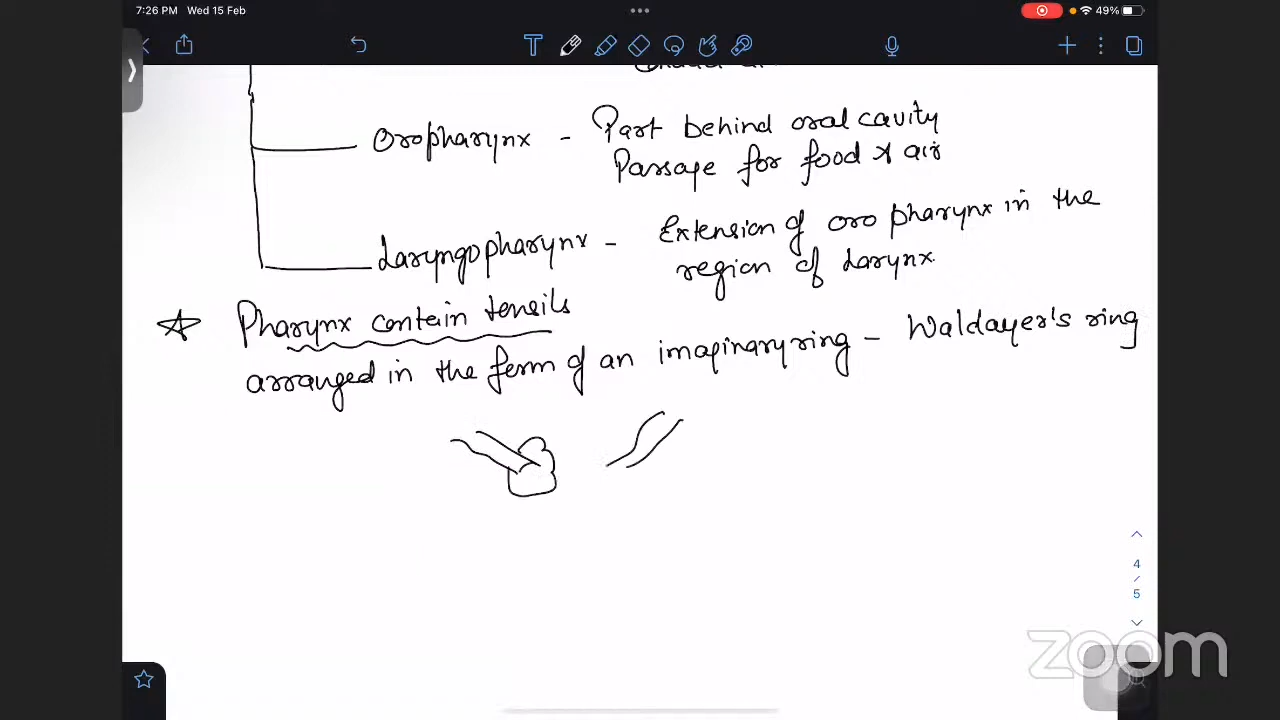 7:26 PM Wed 15 Feb
49%
T
Oropharynx - Part behind oral cavity
Passage for food & air
Laryngopharynx - Extension of oro pharynx in the
region of Larynx.
Pharynx contain tonsils
arranged in the form of an imaginary ring - Waldayer's ring
4
/
5
zoom